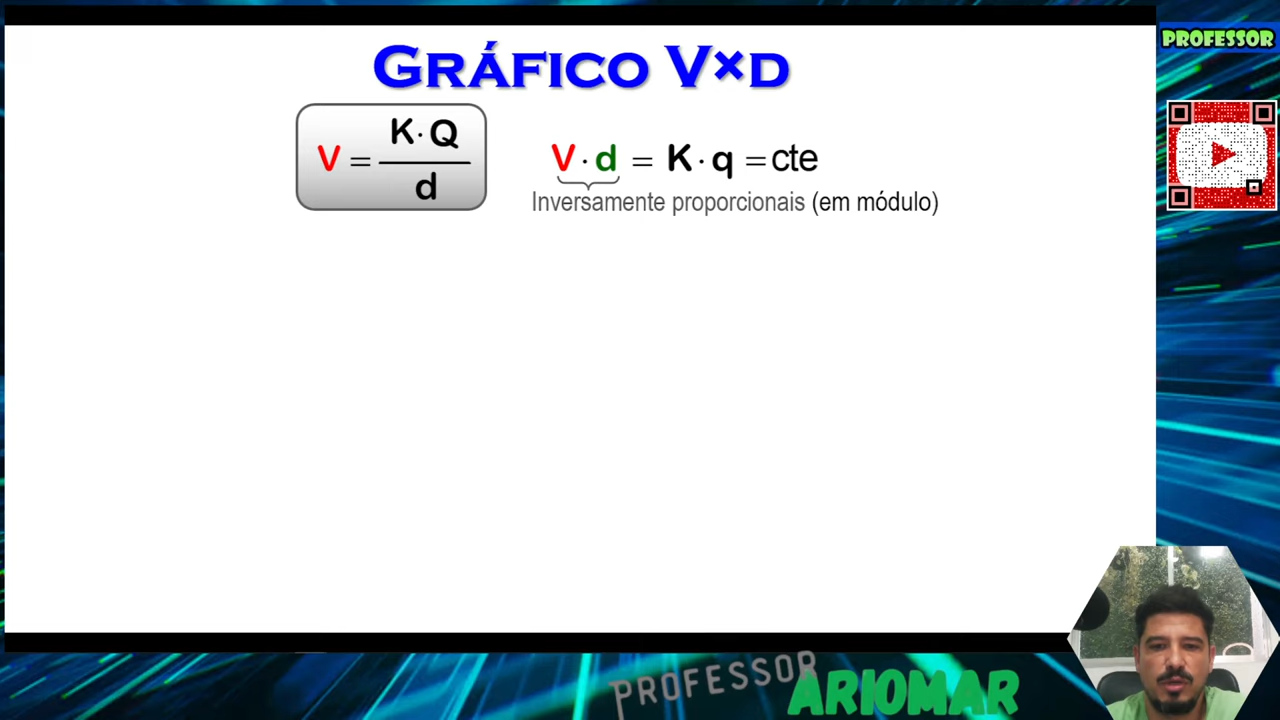 PROFESSOR
GRÁFICO V×D
V = K · Q / d
V · d = K · q = cte
Inversamente proporcionais (em módulo)
PROFESSOR
ARIOMAR